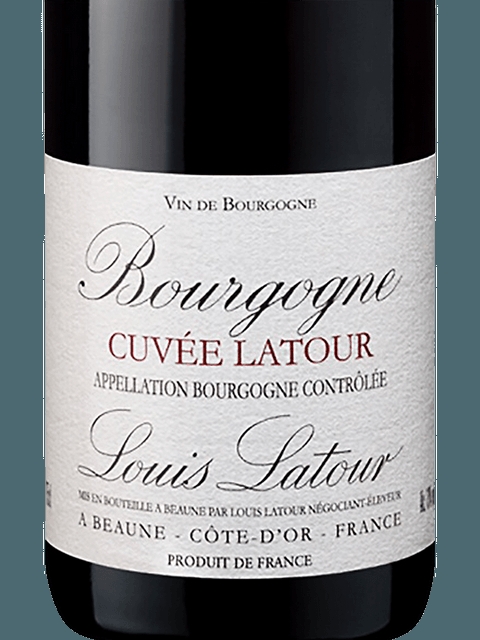 VIN DE BOURGOGNE
Bourgogne
CUVÉE LATOUR
APPELLATION BOURGOGNE CONTRÔLÉE
Louis Latour
MIS EN BOUTEILLE A BEAUNE PAR LOUIS LATOUR NÉGOCIANT-ÉLEVEUR
A BEAUNE - CÔTE-D'OR - FRANCE
PRODUIT DE FRANCE